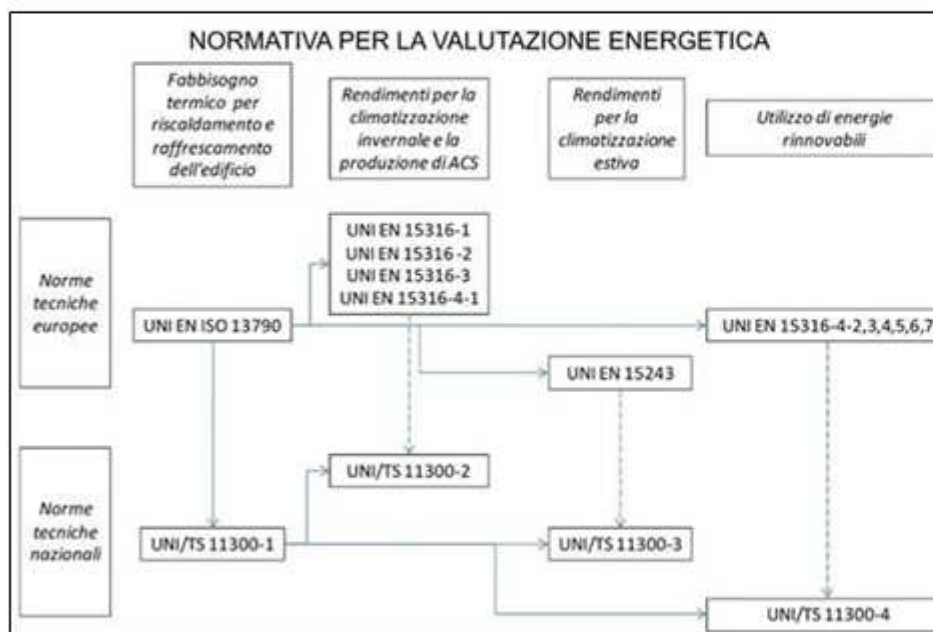 NORMATIVA PER LA VALUTAZIONE ENERGETICA
Fabbisogno
termico per
riscaldamento e
raffrescamento
dell'edificio
Rendimenti per la
climatizzazione
invernale e la
produzione di ACS
Rendimenti
per la
climatizzazione
estiva
Utilizzo di energie
rinnovabili
Norme
tecniche
europee
UNI EN ISO 13790
UNI EN 15316-1
UNI EN 15316 -2
UNI EN 15316-3
UNI EN 15316-4-1
UNI EN 15243
UNI EN 15316-4-2,3,4,5,6,7
Norme
tecniche
nazionali
UNI/TS 11300-1
UNI/TS 11300-2
UNI/TS 11300-3
UNI/TS 11300-4